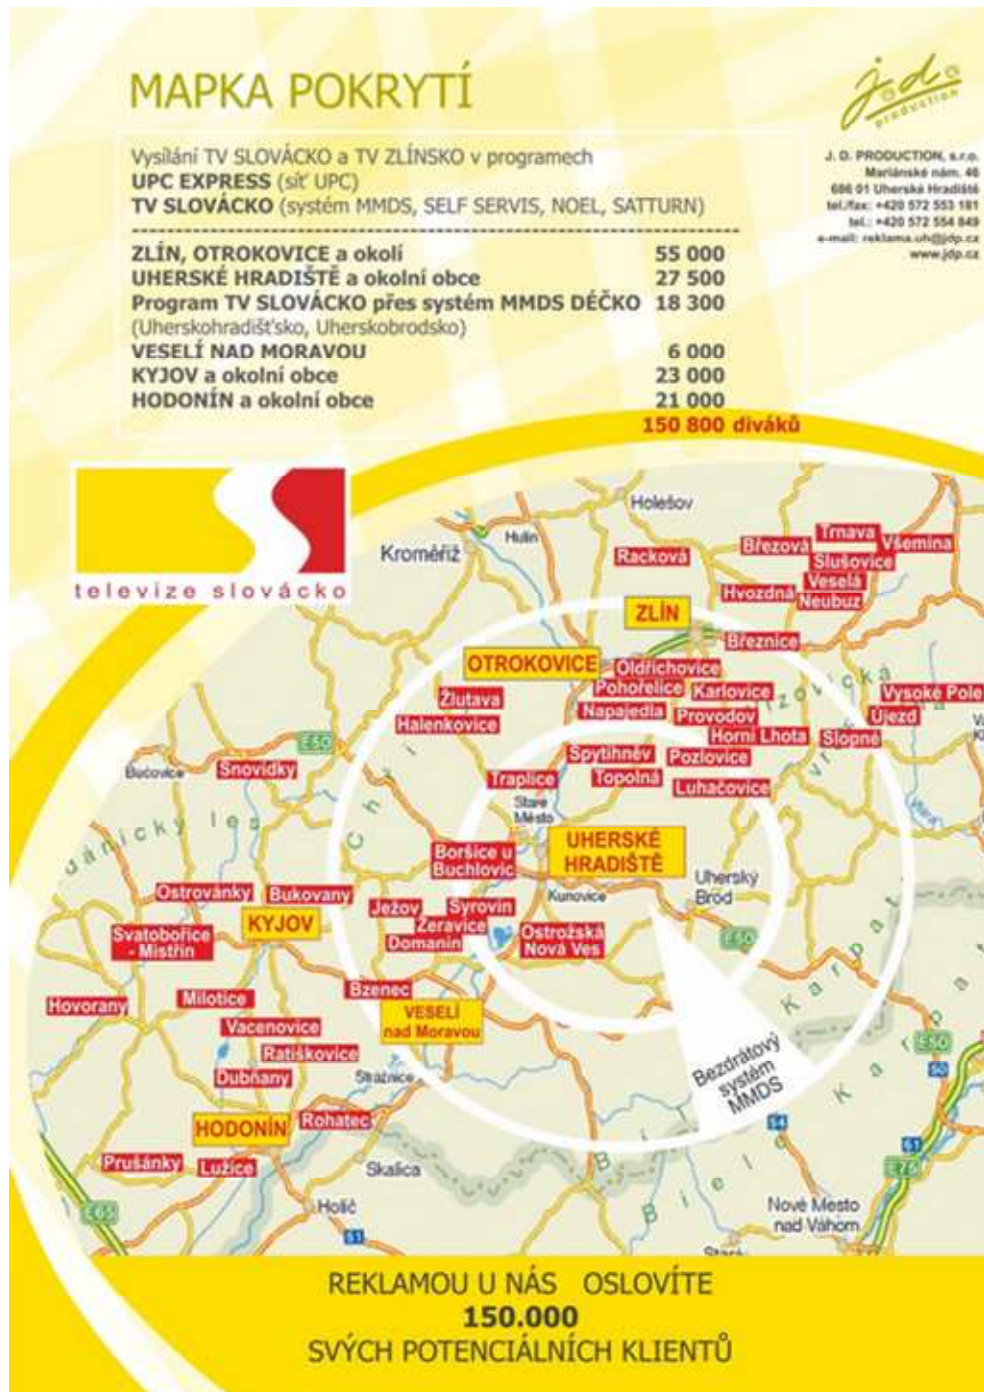 MAPKA POKRYTÍ
Vysílání TV SLOVÁCKO a TV ZLÍNSKO v programech
UPC EXPRESS (síť UPC)
TV SLOVÁCKO (systém MMDS, SELF SERVIS, NOEL, SATTURN)
ZLÍN, OTROKOVICE a okolí 55 000
UHERSKÉ HRADIŠTĚ a okolní obce 27 500
Program TV SLOVÁCKO přes systém MMDS DÉČKO 18 300
(Uherskohradišťsko, Uherskobrodsko)
VESELÍ NAD MORAVOU 6 000
KYJOV a okolní obce 23 000
HODONÍN a okolní obce 21 000
150 800 diváků
j.d.
production
J. D. PRODUCTION, s.r.o.
Mariánské nám. 46
686 01 Uherské Hradiště
tel./fax: +420 572 553 181
tel.: +420 572 554 849
e-mail: reklama.uh@jdp.cz
www.jdp.cz
televize slovácko
Holešov
Hulín
Kroměříž
Racková
Březová
Trnava
Všemina
Slušovice
Veselá
Hvozdná
Neubuz
ZLÍN
Březnice
OTROKOVICE
Oldřichovice
Pohořelice
Karlovice
Žlutava
Napajedla
Provodov
Vysoké Pole
Halenkovice
Horní Lhota
Slopné
Újezd
E50
Bučovice
Snovídky
Spytihněv
Pozlovice
Traplice
Topolná
Luhačovice
Staré
Město
UHERSKÉ
HRADIŠTĚ
Boršice u
Buchlovic
Uherský
Brod
Kunovice
Ostrovánky
Bukovany
KYJOV
Ježov
Syrovín
Žeravice
Domanín
Ostrožská
Nová Ves
E50
Svatobořice
- Mistřín
Bzenec
Hovorany
Milotice
VESELÍ
nad Moravou
Vacenovice
Ratíškovice
Dubňany
Strážnice
Bezdrátový
systém
MMDS
E50
50
54
61
E75
HODONÍN
Rohatec
Prušánky
Lužice
Skalica
Holíč
E65
51
Nové Mesto
nad Váhom
Stará
Biele Karpa
REKLAMOU U NÁS OSLOVÍTE
150.000
SVÝCH POTENCIÁLNÍCH KLIENTŮ